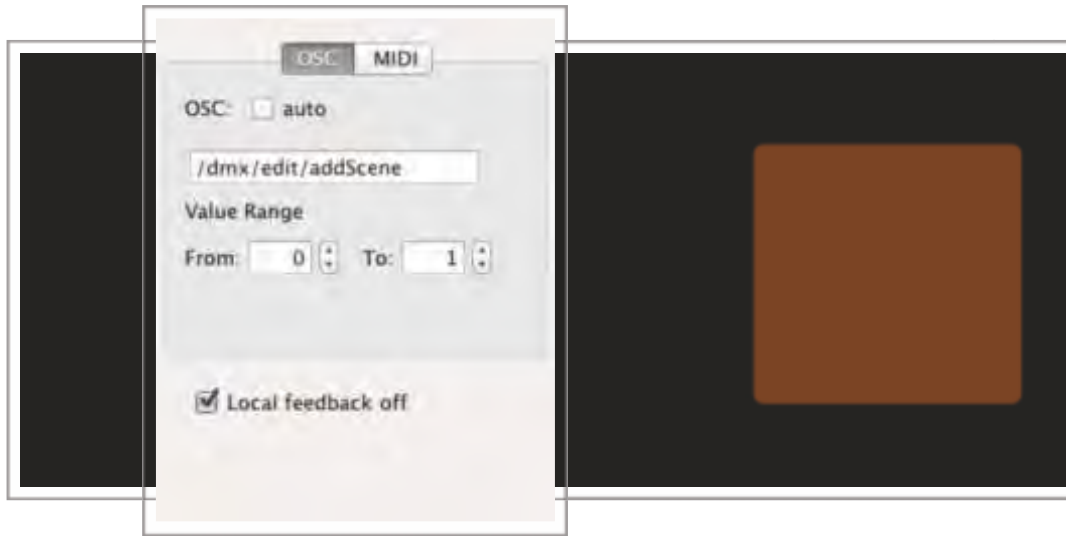 OSC MIDI
OSC: auto
/dmx/edit/addScene
Value Range
From: 0 To: 1
Local feedback off